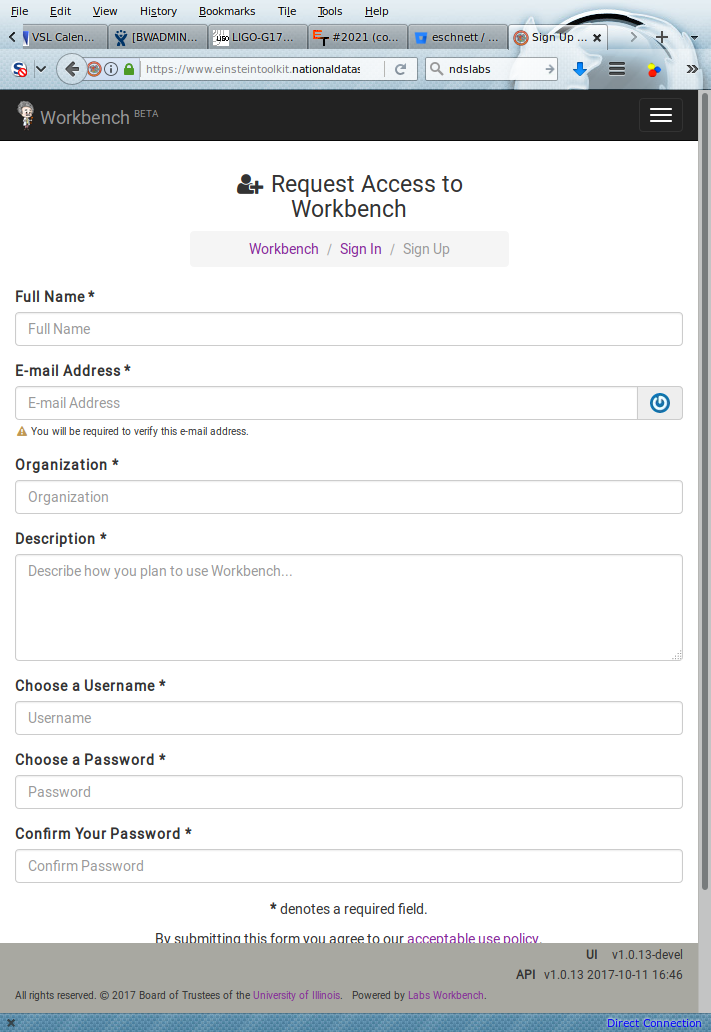 File Edit View History Bookmarks Tile Tools Help
VSL Calen... [BWADMIN... LIGO-G17... #2021 (co... eschnett / ... Sign Up ...
https://www.einsteintoolkit.nationaldatas ndslabs
Workbench BETA
Request Access to
Workbench
Workbench / Sign In / Sign Up
Full Name *
Full Name
E-mail Address *
E-mail Address
You will be required to verify this e-mail address.
Organization *
Organization
Description *
Describe how you plan to use Workbench...
Choose a Username *
Username
Choose a Password *
Password
Confirm Your Password *
Confirm Password
* denotes a required field.
By submitting this form you agree to our acceptable use policy.
UI v1.0.13-devel
API v1.0.13 2017-10-11 16:46
All rights reserved. © 2017 Board of Trustees of the University of Illinois. Powered by Labs Workbench.
Direct Connection